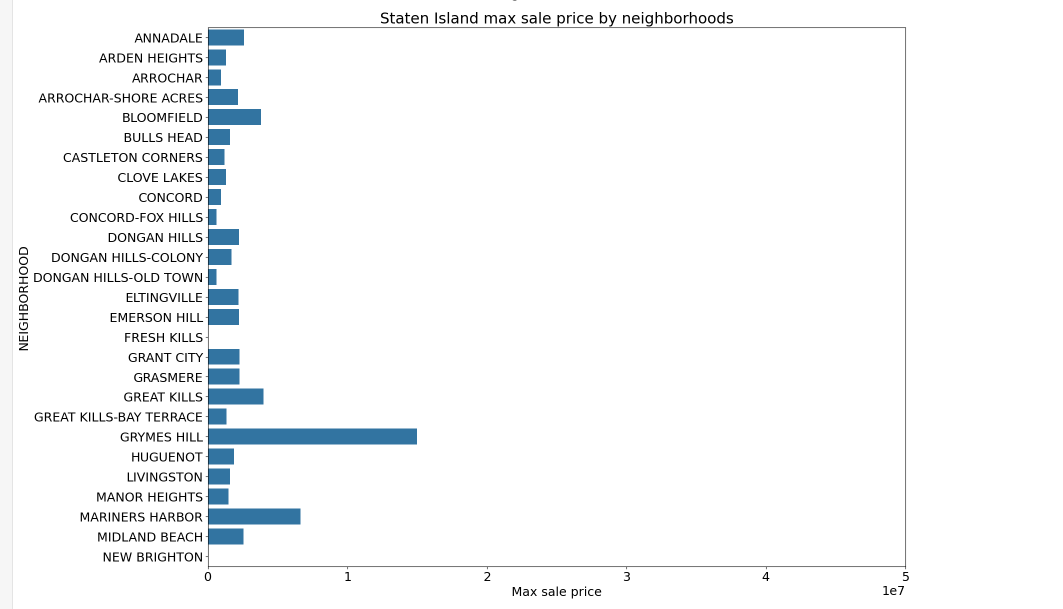 Staten Island max sale price by neighborhoods
NEIGHBORHOOD
ANNADALE
ARDEN HEIGHTS
ARROCHAR
ARROCHAR-SHORE ACRES
BLOOMFIELD
BULLS HEAD
CASTLETON CORNERS
CLOVE LAKES
CONCORD
CONCORD-FOX HILLS
DONGAN HILLS
DONGAN HILLS-COLONY
DONGAN HILLS-OLD TOWN
ELTINGVILLE
EMERSON HILL
FRESH KILLS
GRANT CITY
GRASMERE
GREAT KILLS
GREAT KILLS-BAY TERRACE
GRYMES HILL
HUGUENOT
LIVINGSTON
MANOR HEIGHTS
MARINERS HARBOR
MIDLAND BEACH
NEW BRIGHTON
0 1 2 3 4 5
1e7
Max sale price